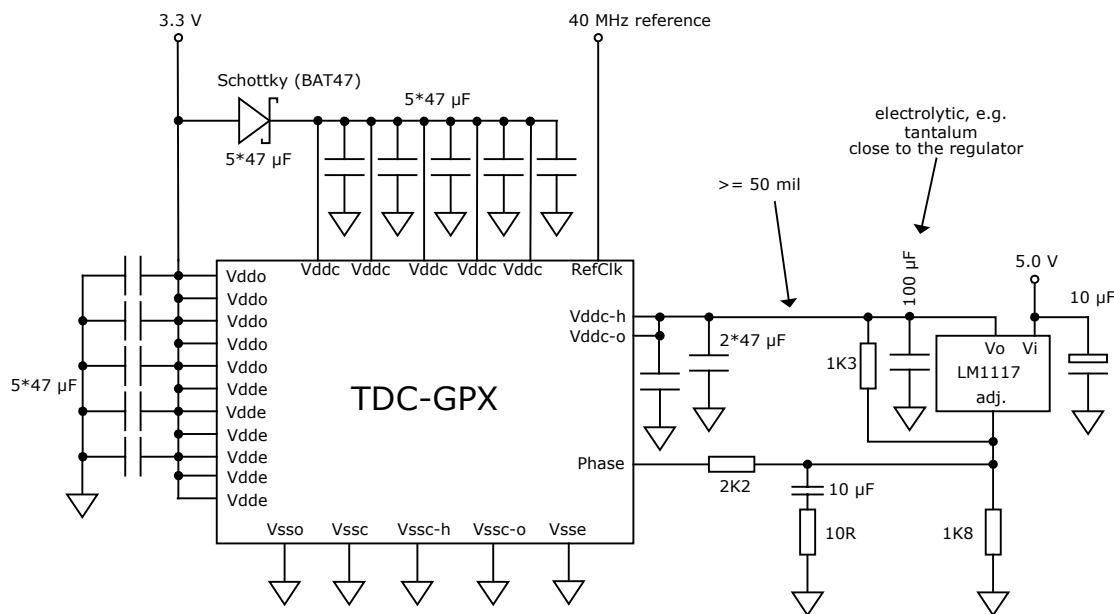 3.3 V
40 MHz reference
Schottky (BAT47)
5*47 µF
5*47 µF
electrolytic, e.g.
tantalum
close to the regulator
>= 50 mil
Vddc
Vddc
Vddc
Vddc
Vddc
RefClk
5.0 V
100 µF
10 µF
Vddo
Vddo
Vddo
Vddo
Vddo
Vdde
Vdde
Vdde
Vdde
Vdde
Vdde
5*47 µF
Vddc-h
Vddc-o
2*47 µF
1K3
Vo
Vi
LM1117
adj.
TDC-GPX
Phase
2K2
10 µF
10R
1K8
Vsso
Vssc
Vssc-h
Vssc-o
Vsse